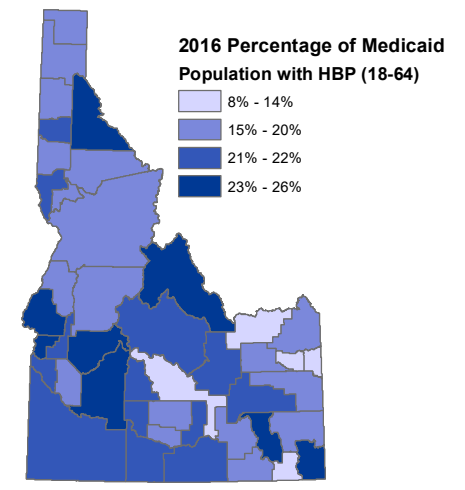 2016 Percentage of Medicaid
Population with HBP (18-64)
8% - 14%
15% - 20%
21% - 22%
23% - 26%